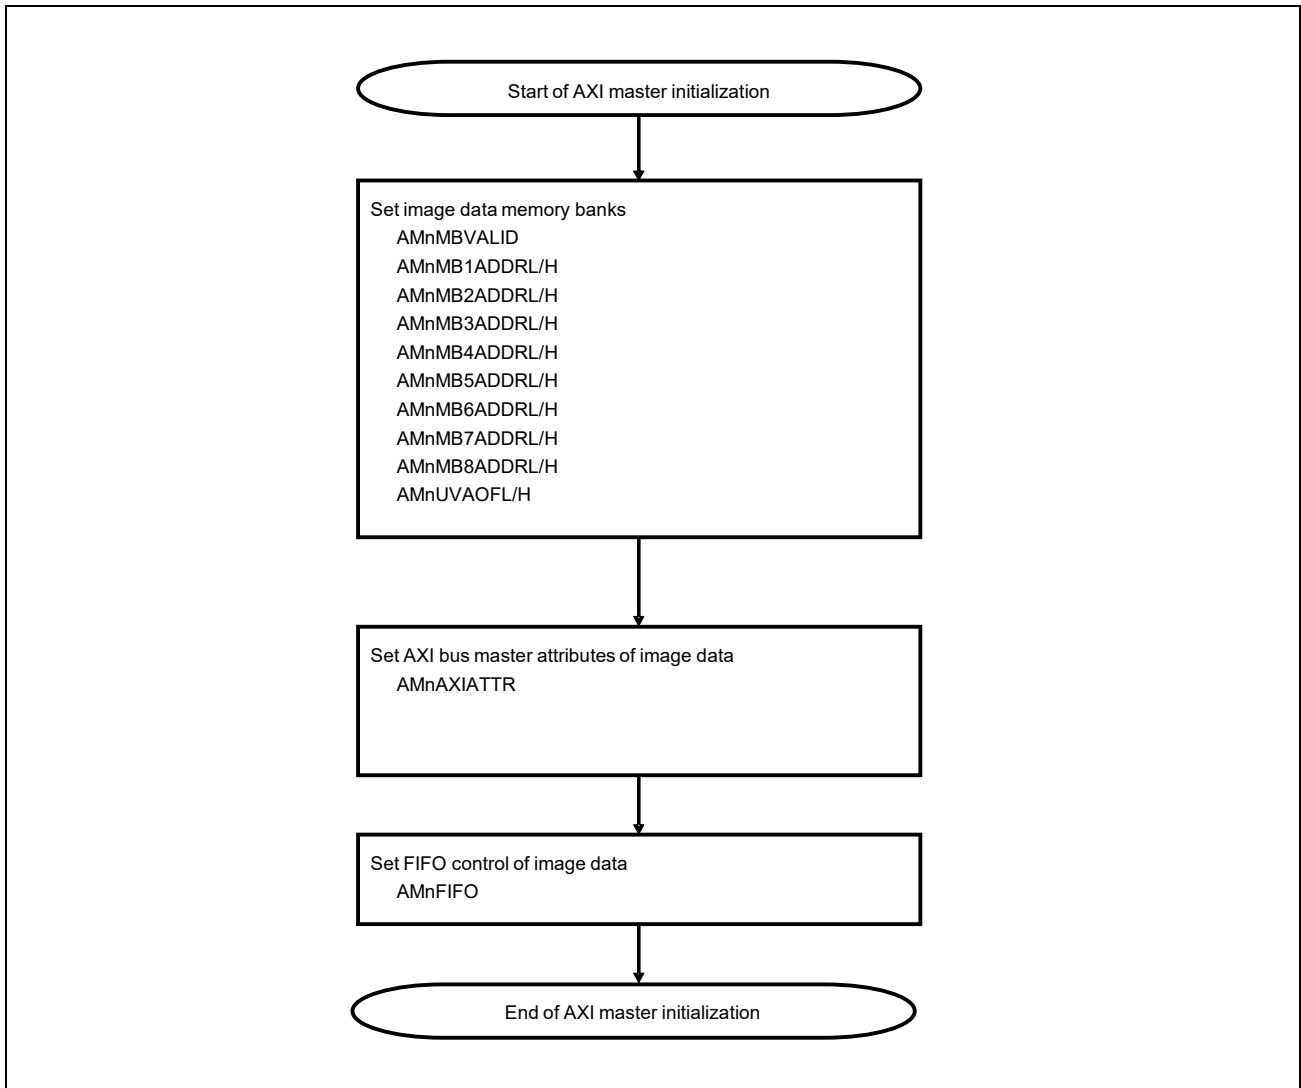 Start of AXI master initialization
Set image data memory banks
AMnMBVALID
AMnMB1ADDRL/H
AMnMB2ADDRL/H
AMnMB3ADDRL/H
AMnMB4ADDRL/H
AMnMB5ADDRL/H
AMnMB6ADDRL/H
AMnMB7ADDRL/H
AMnMB8ADDRL/H
AMnUVAOFL/H
Set AXI bus master attributes of image data
AMnAXIATTR
Set FIFO control of image data
AMnFIFO
End of AXI master initialization